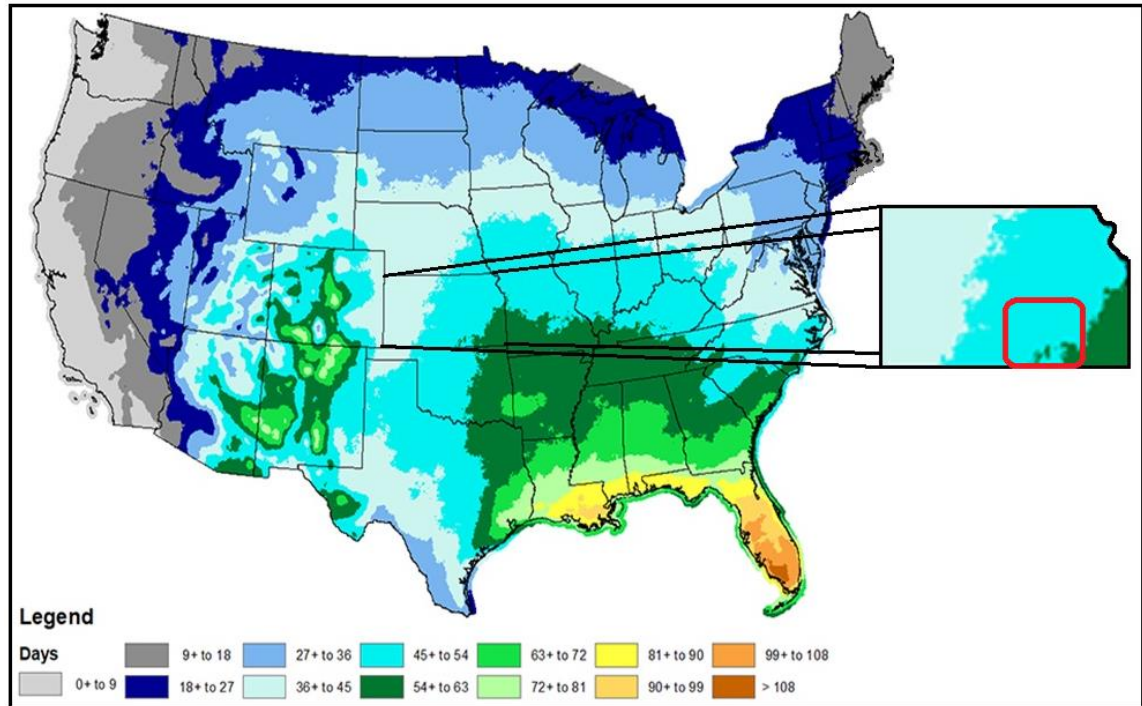 Legend
Days
9+ to 18 27+ to 36 45+ to 54 63+ to 72 81+ to 90 99+ to 108
0+ to 9 18+ to 27 36+ to 45 54+ to 63 72+ to 81 90+ to 99 > 108